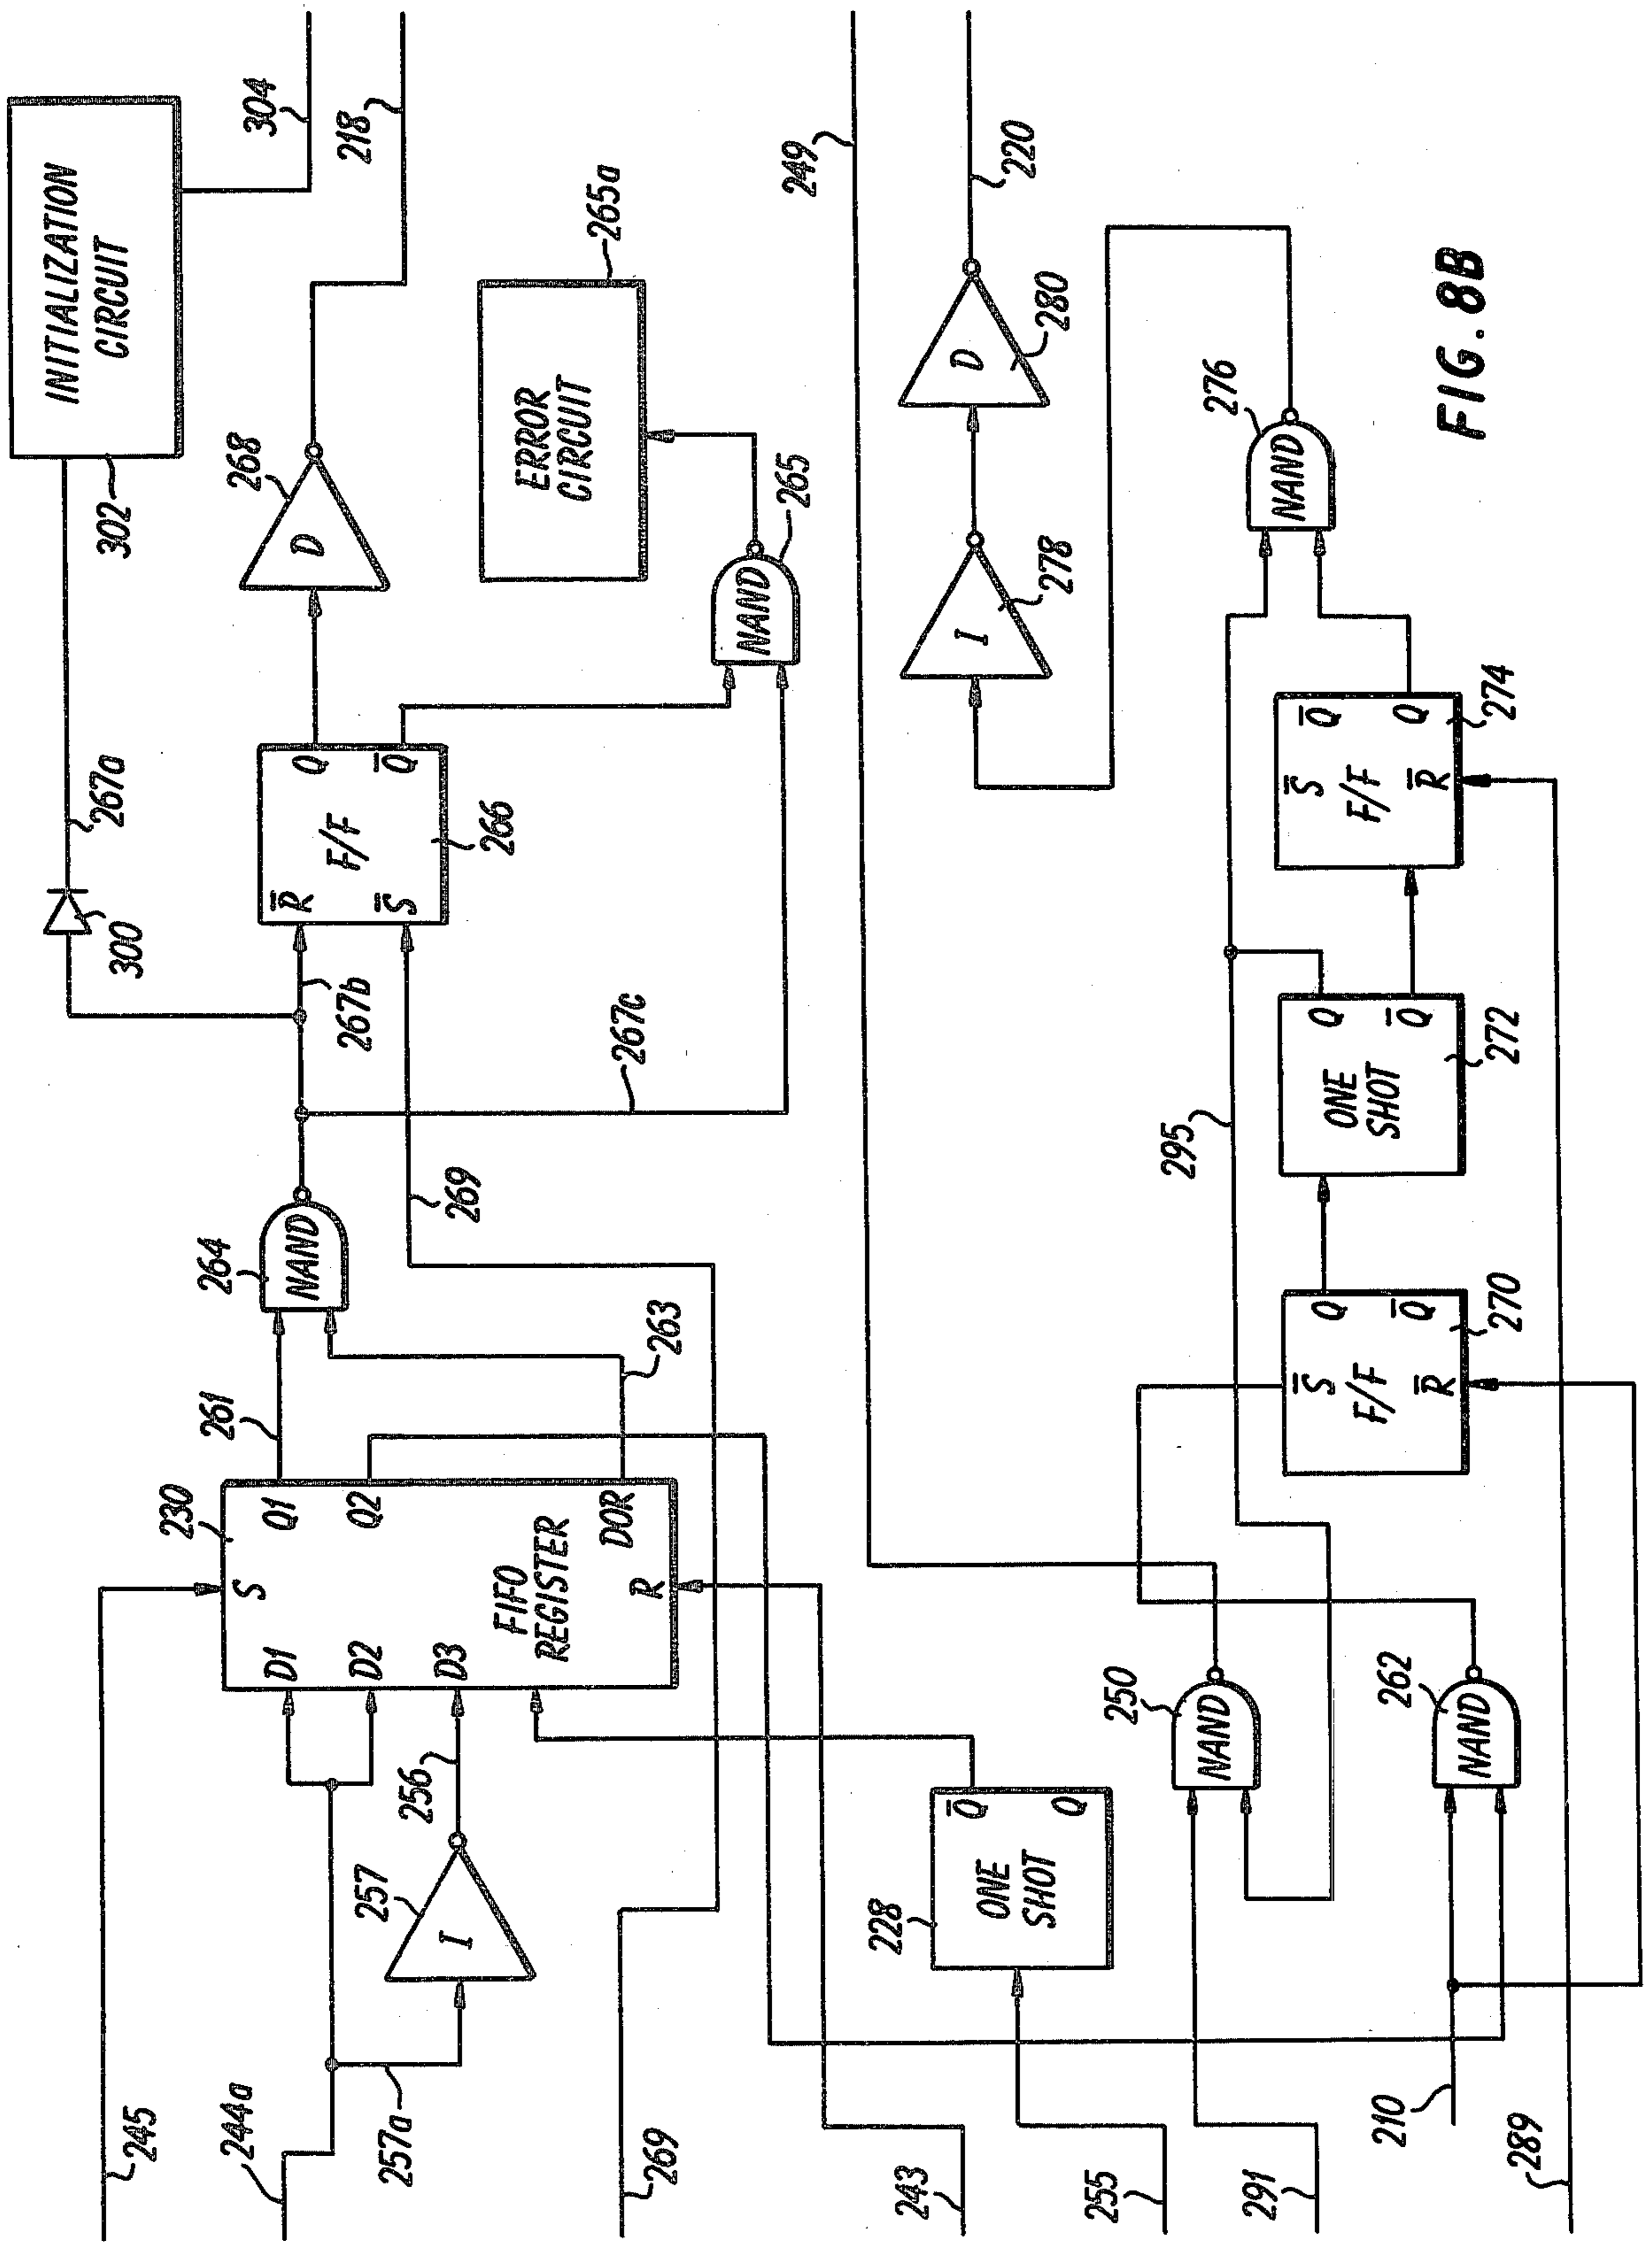 INITIALIZATION
CIRCUIT
302
304
218
267a
300
268
D
ERROR
CIRCUIT
265a
NAND
265
R̅
S̅
F/F
Q
Q̅
266
267b
267c
264
NAND
269
261
263
230
S
D1
D2
D3
Q1
Q2
FIFO
REGISTER
DOR
R
245
244a
257a
257
I
256
269
249
220
D
280
I
278
276
NAND
S̅
Q̅
F/F
R̅
Q
274
295
Q
ONE
SHOT
Q̅
272
S̅
Q
F/F
R̅
Q̅
270
250
NAND
262
NAND
228
ONE
SHOT
Q̅
Q
243
255
291
210
289
FIG. 8B